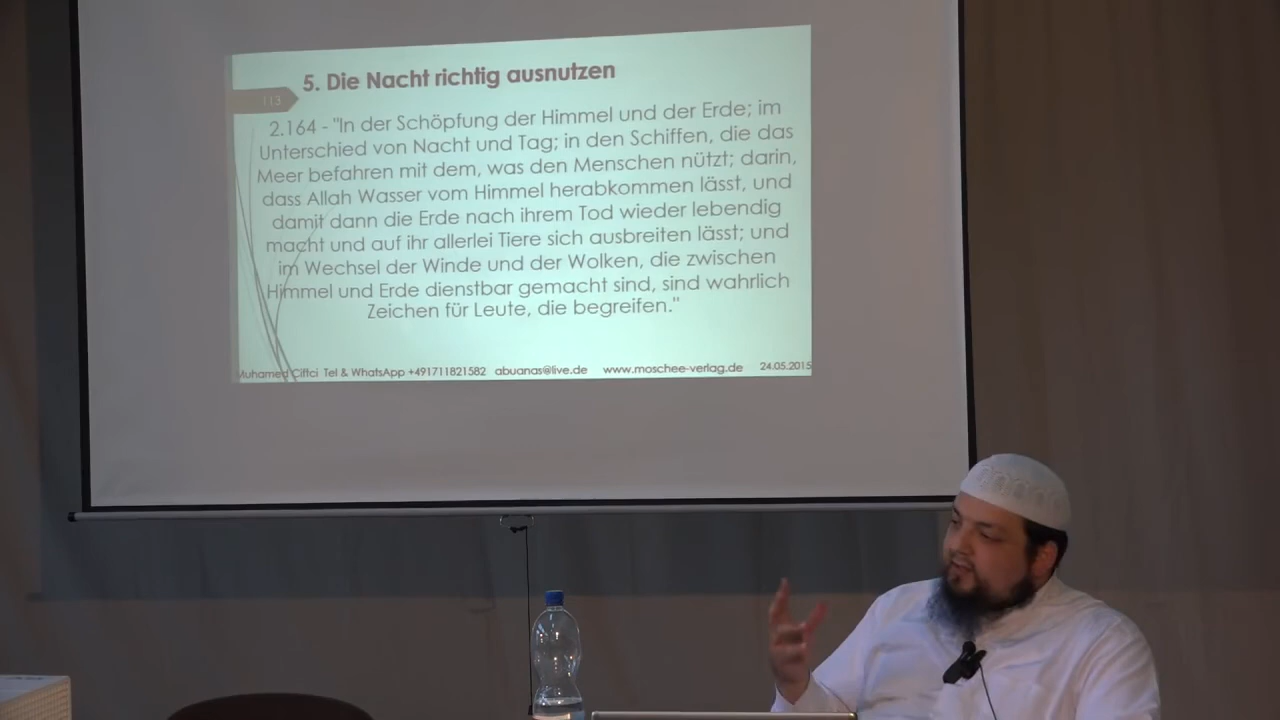 5. Die Nacht richtig ausnutzen
113
2.164 - "In der Schöpfung der Himmel und der Erde; im
Unterschied von Nacht und Tag; in den Schiffen, die das
Meer befahren mit dem, was den Menschen nützt; darin,
dass Allah Wasser vom Himmel herabkommen lässt, und
damit dann die Erde nach ihrem Tod wieder lebendig
macht und auf ihr allerlei Tiere sich ausbreiten lässt; und
im Wechsel der Winde und der Wolken, die zwischen
Himmel und Erde dienstbar gemacht sind, sind wahrlich
Zeichen für Leute, die begreifen."
Muhamed Ciftci Tel & WhatsApp +491711821582 abuanas@live.de www.moschee-verlag.de 24.05.2015